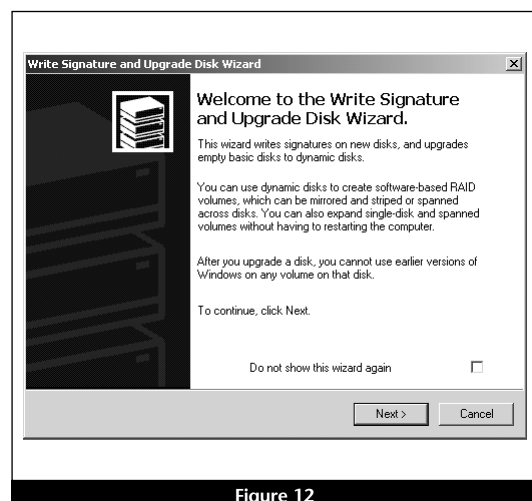 Write Signature and Upgrade Disk Wizard
Welcome to the Write Signature
and Upgrade Disk Wizard.
This wizard writes signatures on new disks, and upgrades
empty basic disks to dynamic disks.
You can use dynamic disks to create software-based RAID
volumes, which can be mirrored and striped or spanned
across disks. You can also expand single-disk and spanned
volumes without having to restarting the computer.
After you upgrade a disk, you cannot use earlier versions of
Windows on any volume on that disk.
To continue, click Next.
Do not show this wizard again
Next >
Cancel
Figure 12